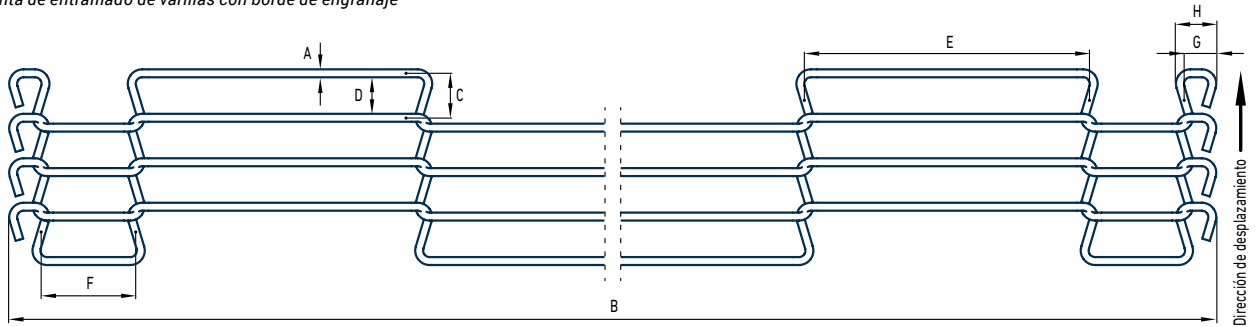 nta de entramado de varillas con borde de engranaje
H
A
E
G
D
C
F
B
Dirección de desplazamiento